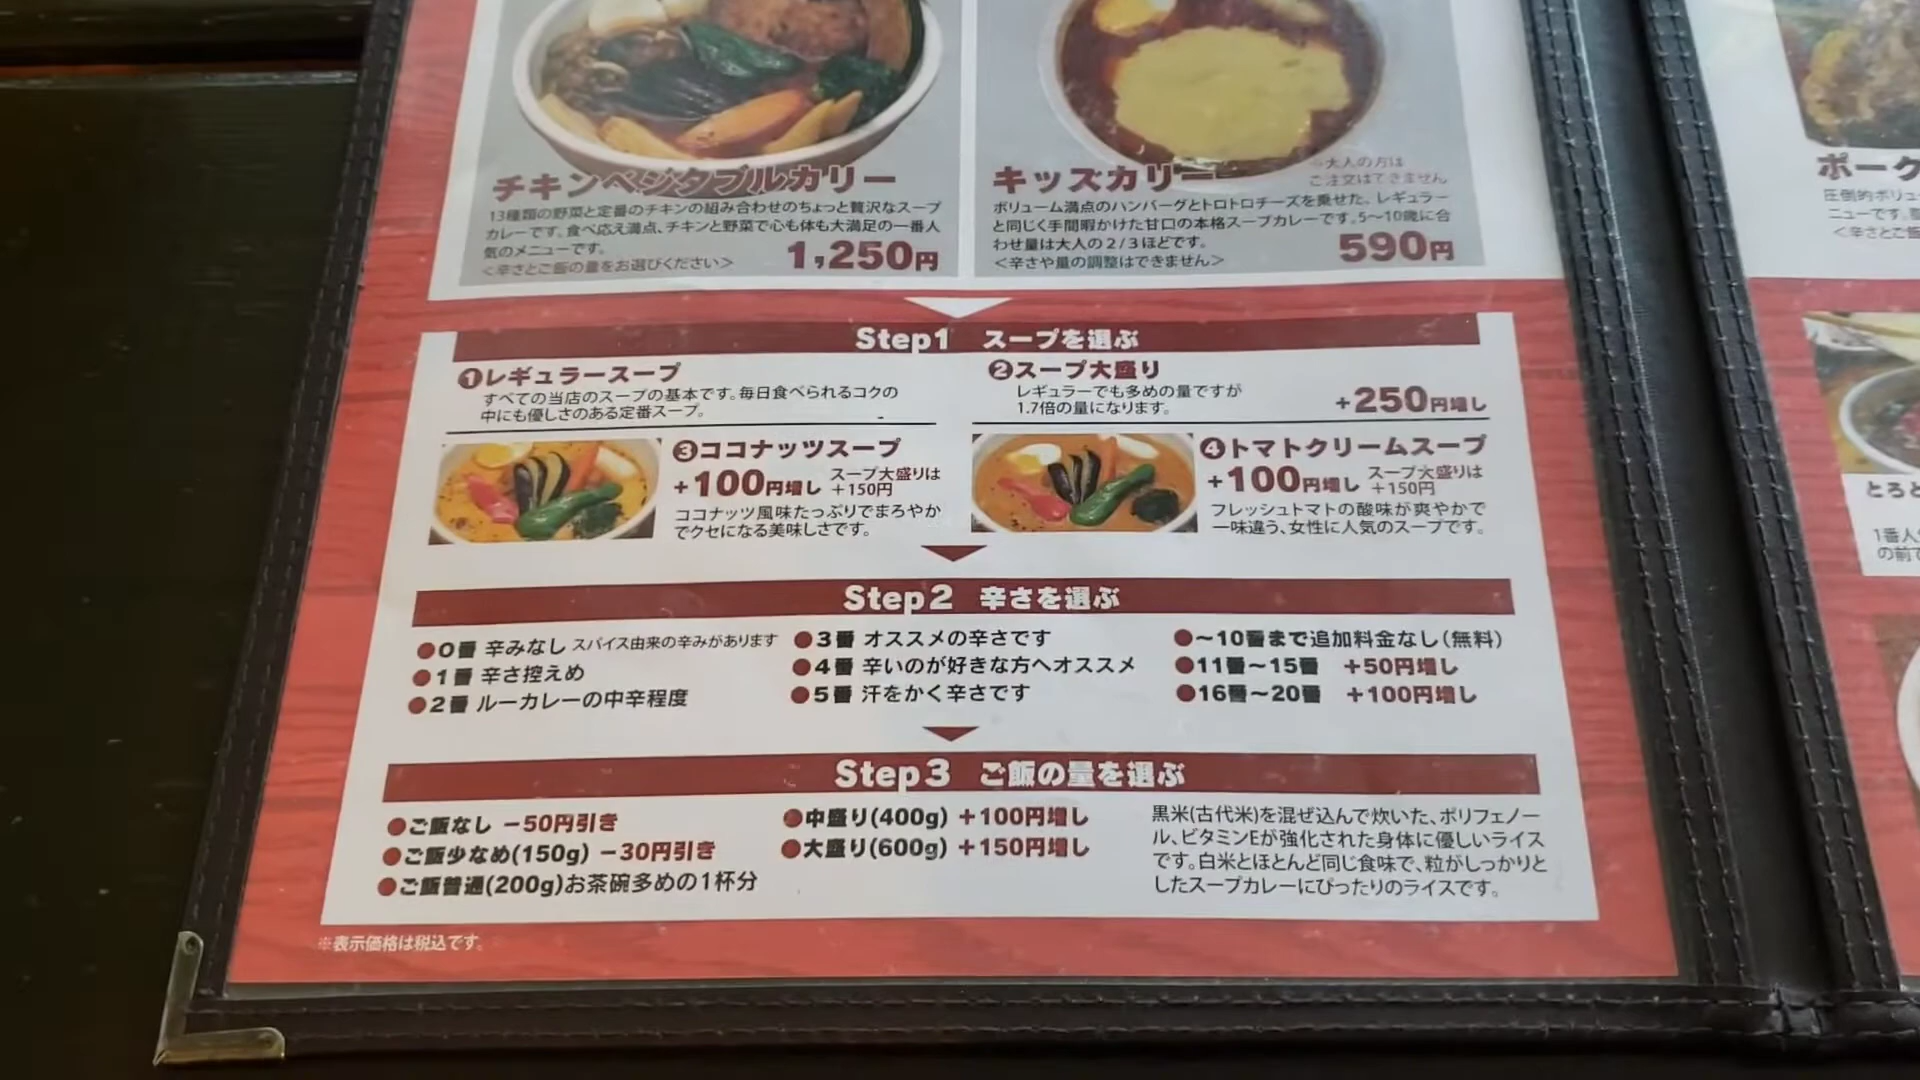 チキンベジタブルカリー
13種類の野菜と定番のチキンの組み合わせのちょっと贅沢なスープ
カレーです。食べ応え満点、チキンと野菜で心も体も大満足の一番人
気のメニューです。
<辛さとご飯の量をお選びください>
1,250円
キッズカリー
※大人の方は
ご注文はできません
ボリューム満点のハンバーグとトロトロチーズを乗せた、レギュラー
と同じく手間暇かけた甘口の本格スープカレーです。5〜10歳に合
わせ量は大人の2/3ほどです。
<辛さや量の調整はできません>
590円
Step1 スープを選ぶ
❶レギュラースープ
すべての当店のスープの基本です。毎日食べられるコクの
中にも優しさのある定番スープ。
❷スープ大盛り
レギュラーでも多めの量ですが
1.7倍の量になります。
+250円増し
❸ココナッツスープ
+100円増し スープ大盛りは
+150円
ココナッツ風味たっぷりでまろやか
でクセになる美味しさです。
❹トマトクリームスープ
+100円増し スープ大盛りは
+150円
フレッシュトマトの酸味が爽やかで
一味違う、女性に人気のスープです。
Step2 辛さを選ぶ
●0番 辛みなし スパイス由来の辛みがあります
●1番 辛さ控えめ
●2番 ルーカレーの中辛程度
●3番 オススメの辛さです
●4番 辛いのが好きな方へオススメ
●5番 汗をかく辛さです
●〜10番まで追加料金なし(無料)
●11番〜15番 +50円増し
●16番〜20番 +100円増し
Step3 ご飯の量を選ぶ
●ご飯なし −50円引き
●ご飯少なめ(150g) −30円引き
●ご飯普通(200g)お茶碗多めの1杯分
●中盛り(400g) +100円増し
●大盛り(600g) +150円増し
黒米(古代米)を混ぜ込んで炊いた、ポリフェノー
ル、ビタミンEが強化された身体に優しいライス
です。白米とほとんど同じ食味で、粒がしっかりと
したスープカレーにぴったりのライスです。
※表示価格は税込です。
ポーク
圧倒的ボリュ
ニューです。
<辛さとご飯
とろと
1番人
の前で